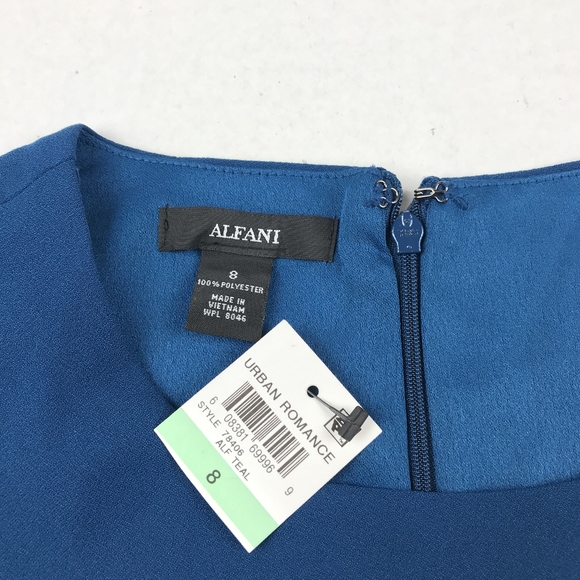 ALFANI
8
100% POLYESTER
MADE IN
VIETNAM
WPL 8046
URBAN ROMANCE
6 08381 69996 9
STYLE 78406
ALF TEAL
8